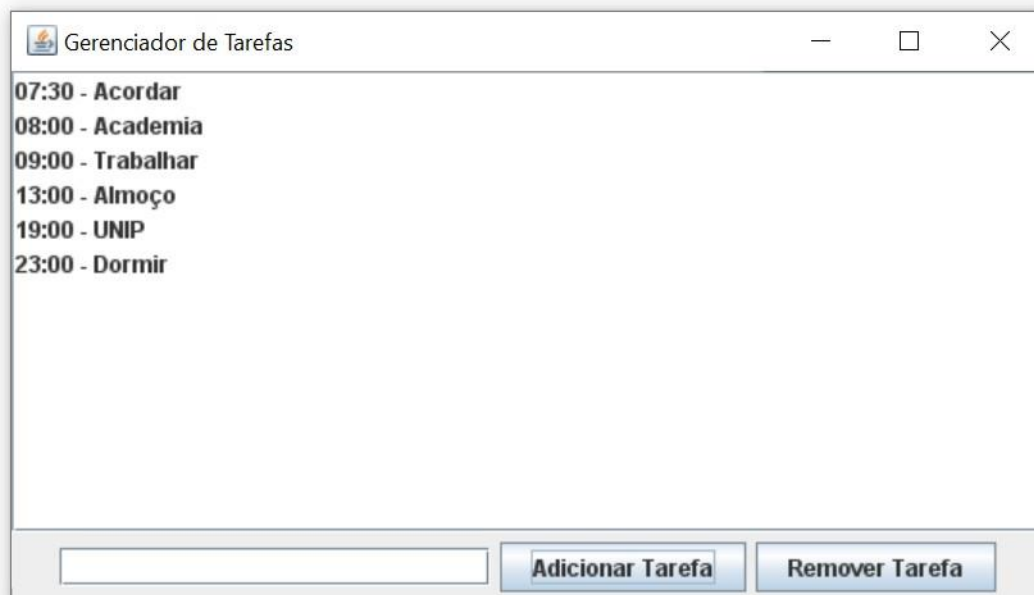 Gerenciador de Tarefas
07:30 - Acordar
08:00 - Academia
09:00 - Trabalhar
13:00 - Almoço
19:00 - UNIP
23:00 - Dormir
Adicionar Tarefa Remover Tarefa